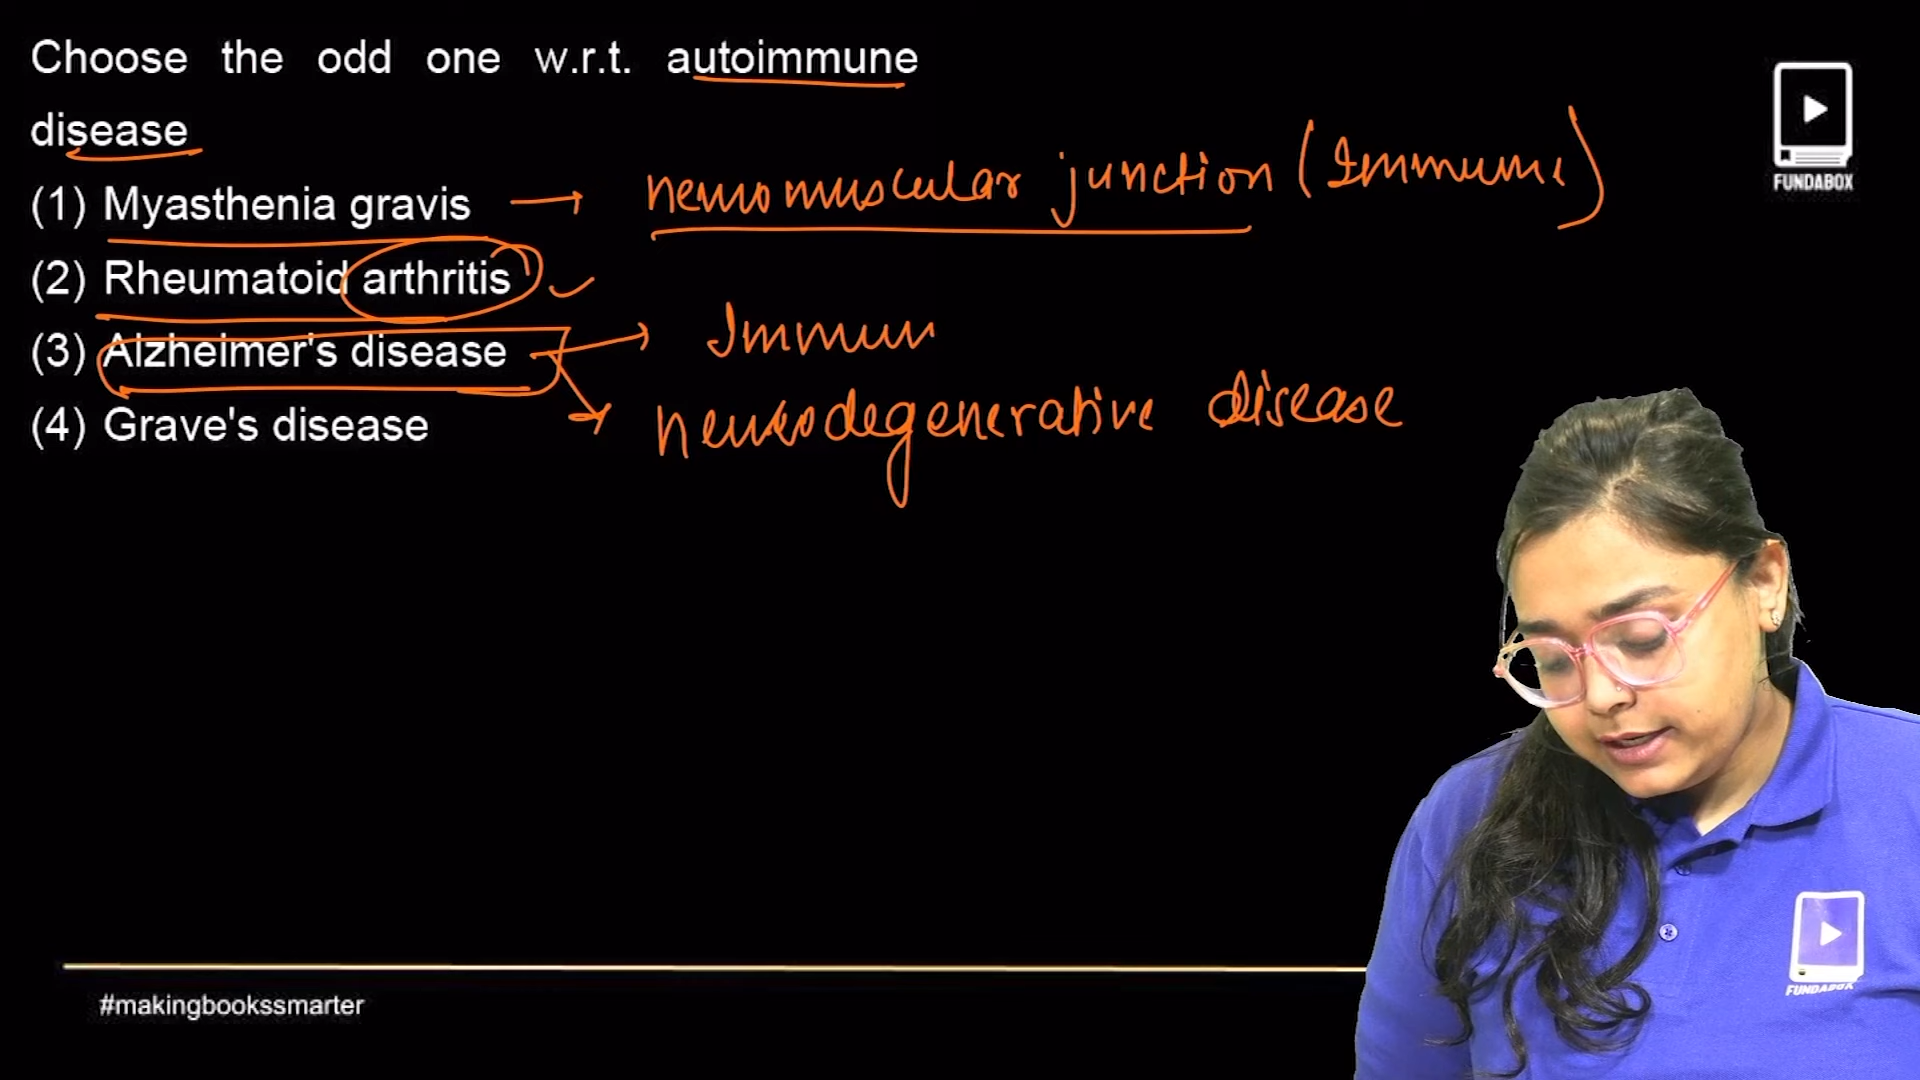 Choose the odd one w.r.t. autoimmune
disease
(1) Myasthenia gravis → neuromuscular junction (Immune)
(2) Rheumatoid arthritis ✓
(3) Alzheimer's disease → Immun
neurodegenerative disease
(4) Grave's disease
FUNDABOX
FUNDABOX
#makingbookssmarter